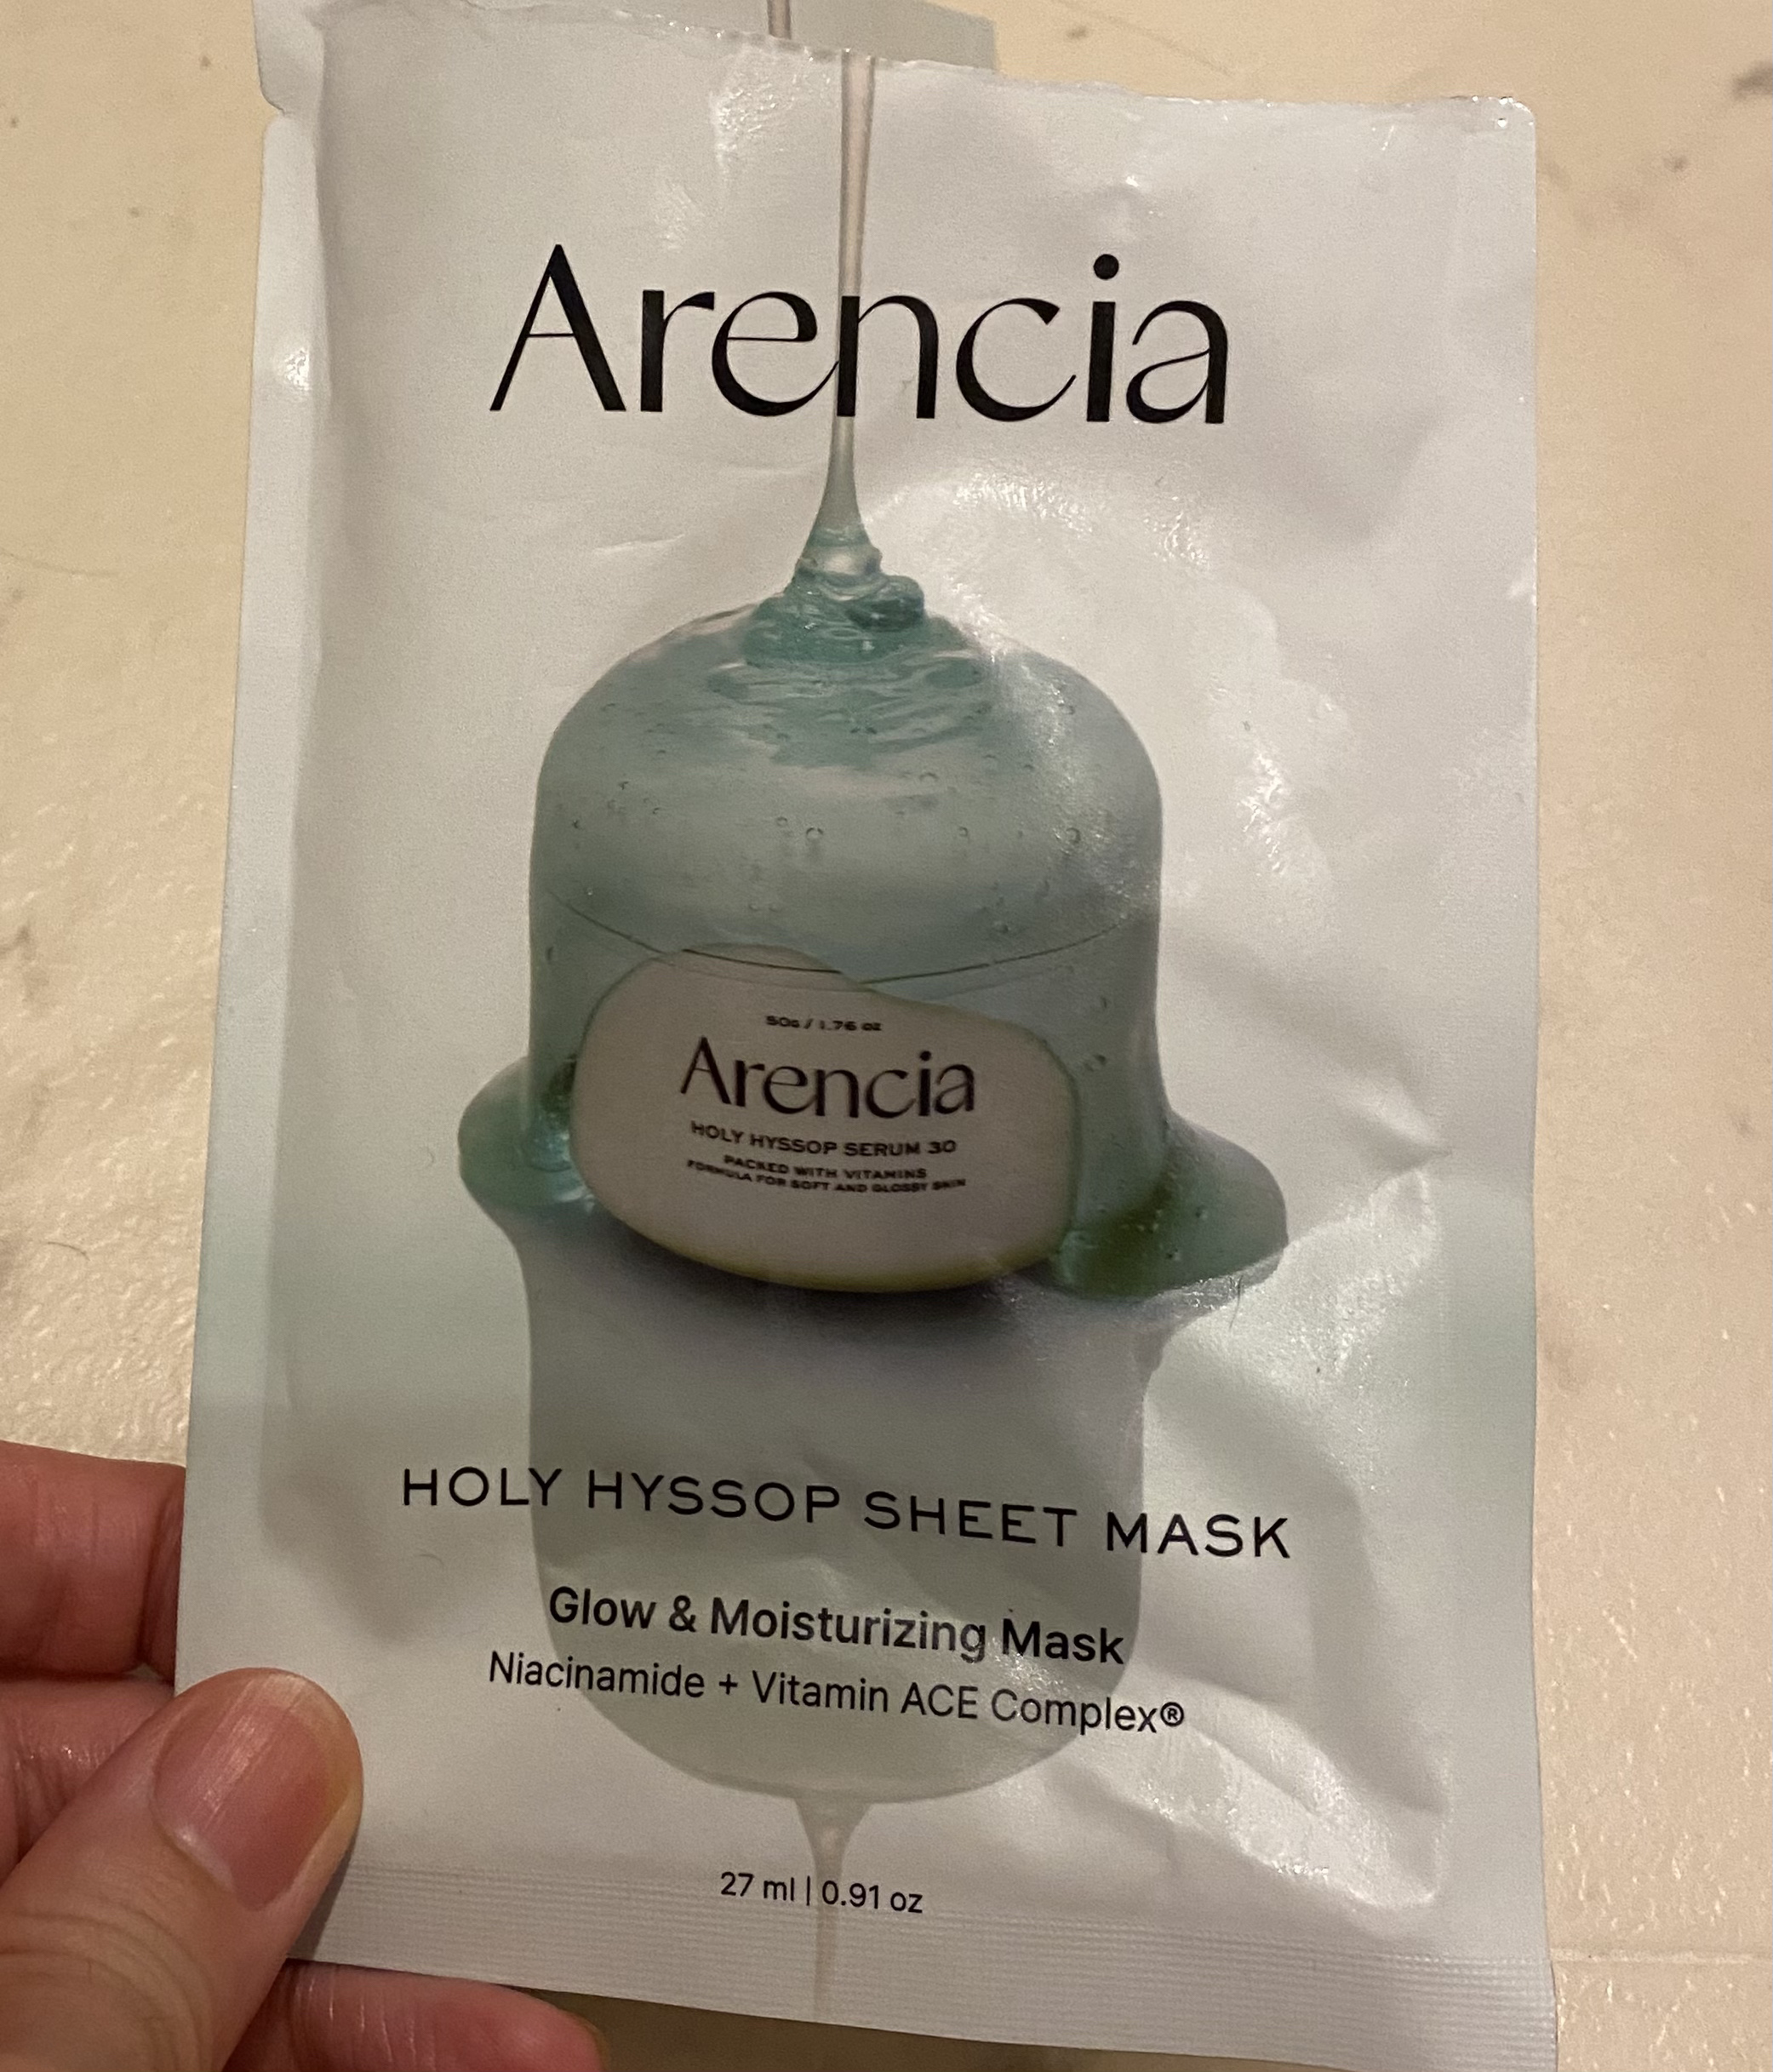 Arencia
50g / 1.76 oz
Arencia
HOLY HYSSOP SERUM 30
PACKED WITH VITAMINS
FORMULA FOR SOFT AND GLOSSY SKIN
HOLY HYSSOP SHEET MASK
Glow & Moisturizing Mask
Niacinamide + Vitamin ACE Complex®
27 ml | 0.91 oz